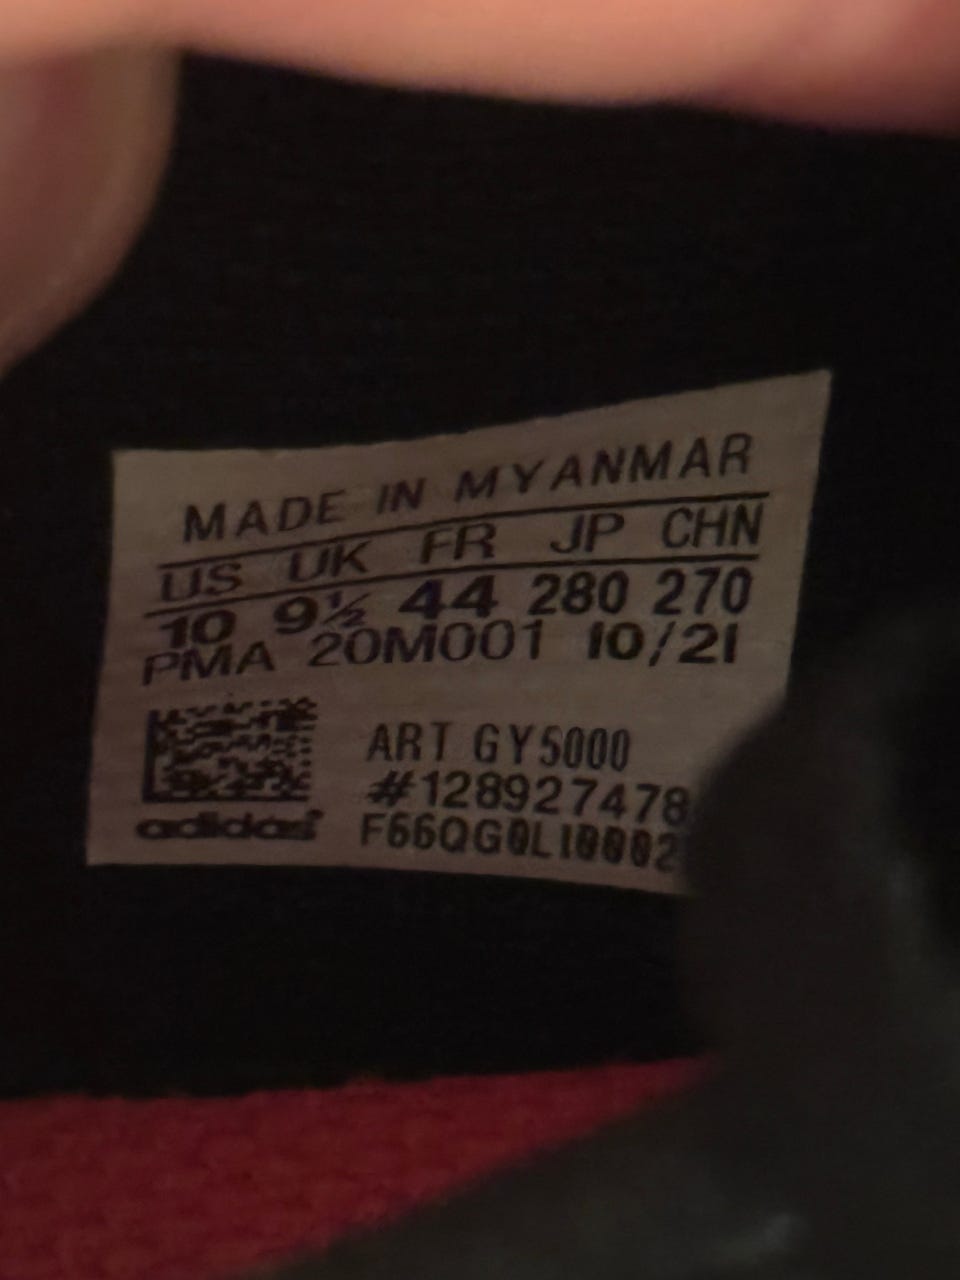 MADE IN MYANMAR
US UK FR JP CHN
10 9½ 44 280 270
PMA 20M001 10/21
ART GY5000
#128927478
adidas